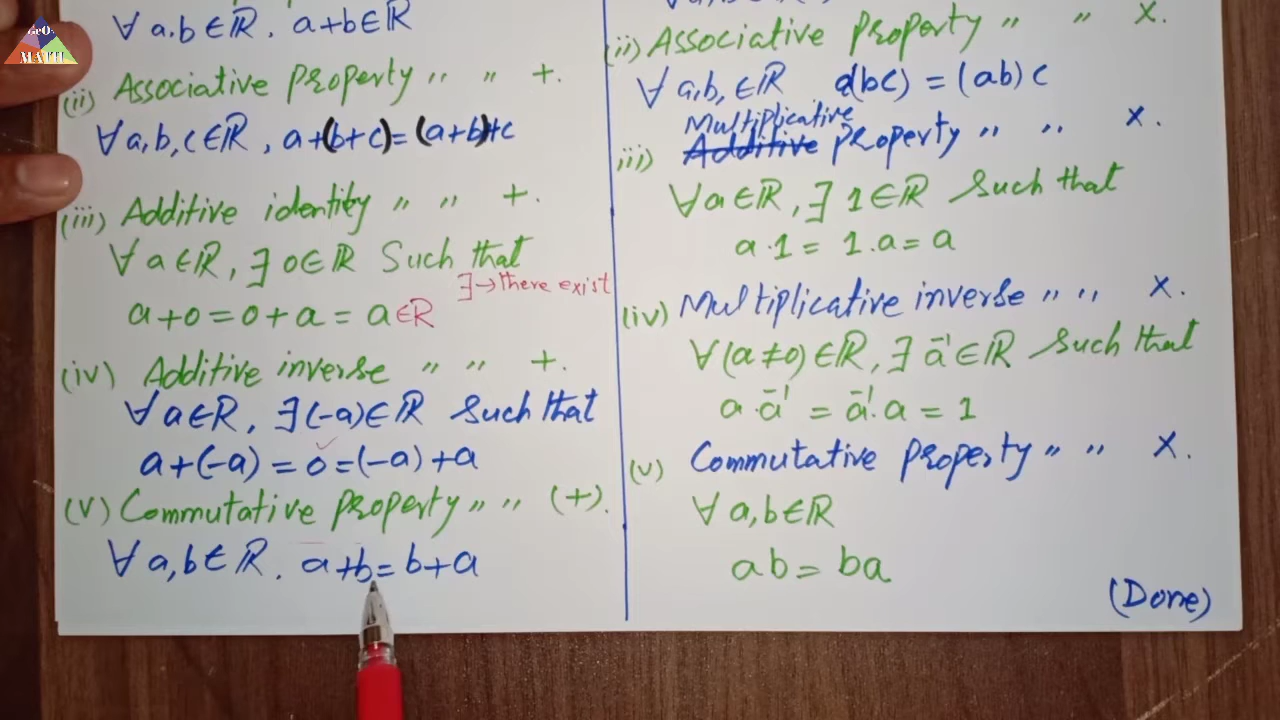 GeO.
MATH
∀ a,b ∈ ℝ, a+b ∈ ℝ
(ii) Associative property " " +.
∀ a,b,c ∈ ℝ, a+(b+c) = (a+b)+c
(iii) Additive identity " " +.
∀ a ∈ ℝ, ∃ 0 ∈ ℝ Such that
∃ → there exist
a+0 = 0+a = a ∈ ℝ
(iv) Additive inverse " " +.
∀ a ∈ ℝ, ∃ (-a) ∈ ℝ Such that
a+(-a) = 0 = (-a)+a
(v) Commutative property " " (+).
∀ a,b ∈ ℝ. a+b = b+a
(ii) Associative property " " ×.
∀ a,b, ∈ ℝ a(bc) = (ab)c
Multiplicative
iii) Additive property " " ×.
∀ a ∈ ℝ, ∃ 1 ∈ ℝ Such that
a·1 = 1·a = a
(iv) Multiplicative inverse " " ×.
∀ (a≠0) ∈ ℝ, ∃ a⁻¹ ∈ ℝ Such that
a·a⁻¹ = a⁻¹·a = 1
(v) Commutative property " " ×.
∀ a,b ∈ ℝ
ab = ba
(Done)